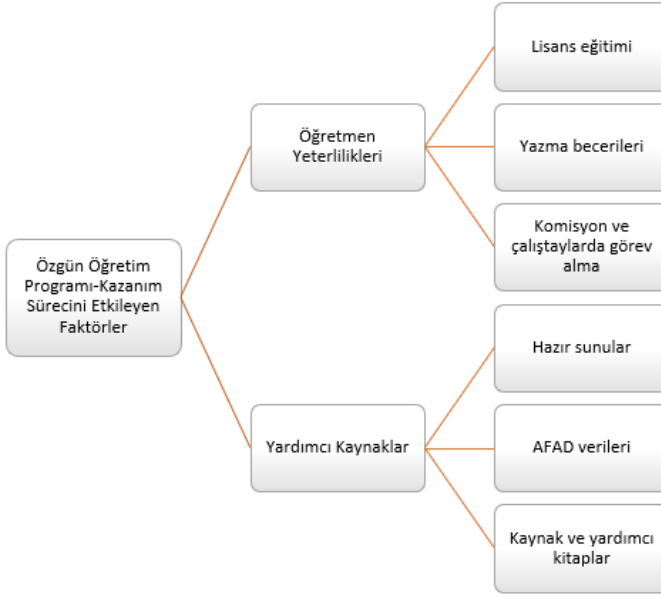 Özgün Öğretim
Programı-Kazanım
Sürecini Etkileyen
Faktörler
Öğretmen
Yeterlilikleri
Lisans eğitimi
Yazma becerileri
Komisyon ve
çalıştaylarda görev
alma
Yardımcı Kaynaklar
Hazır sunular
AFAD verileri
Kaynak ve yardımcı
kitaplar